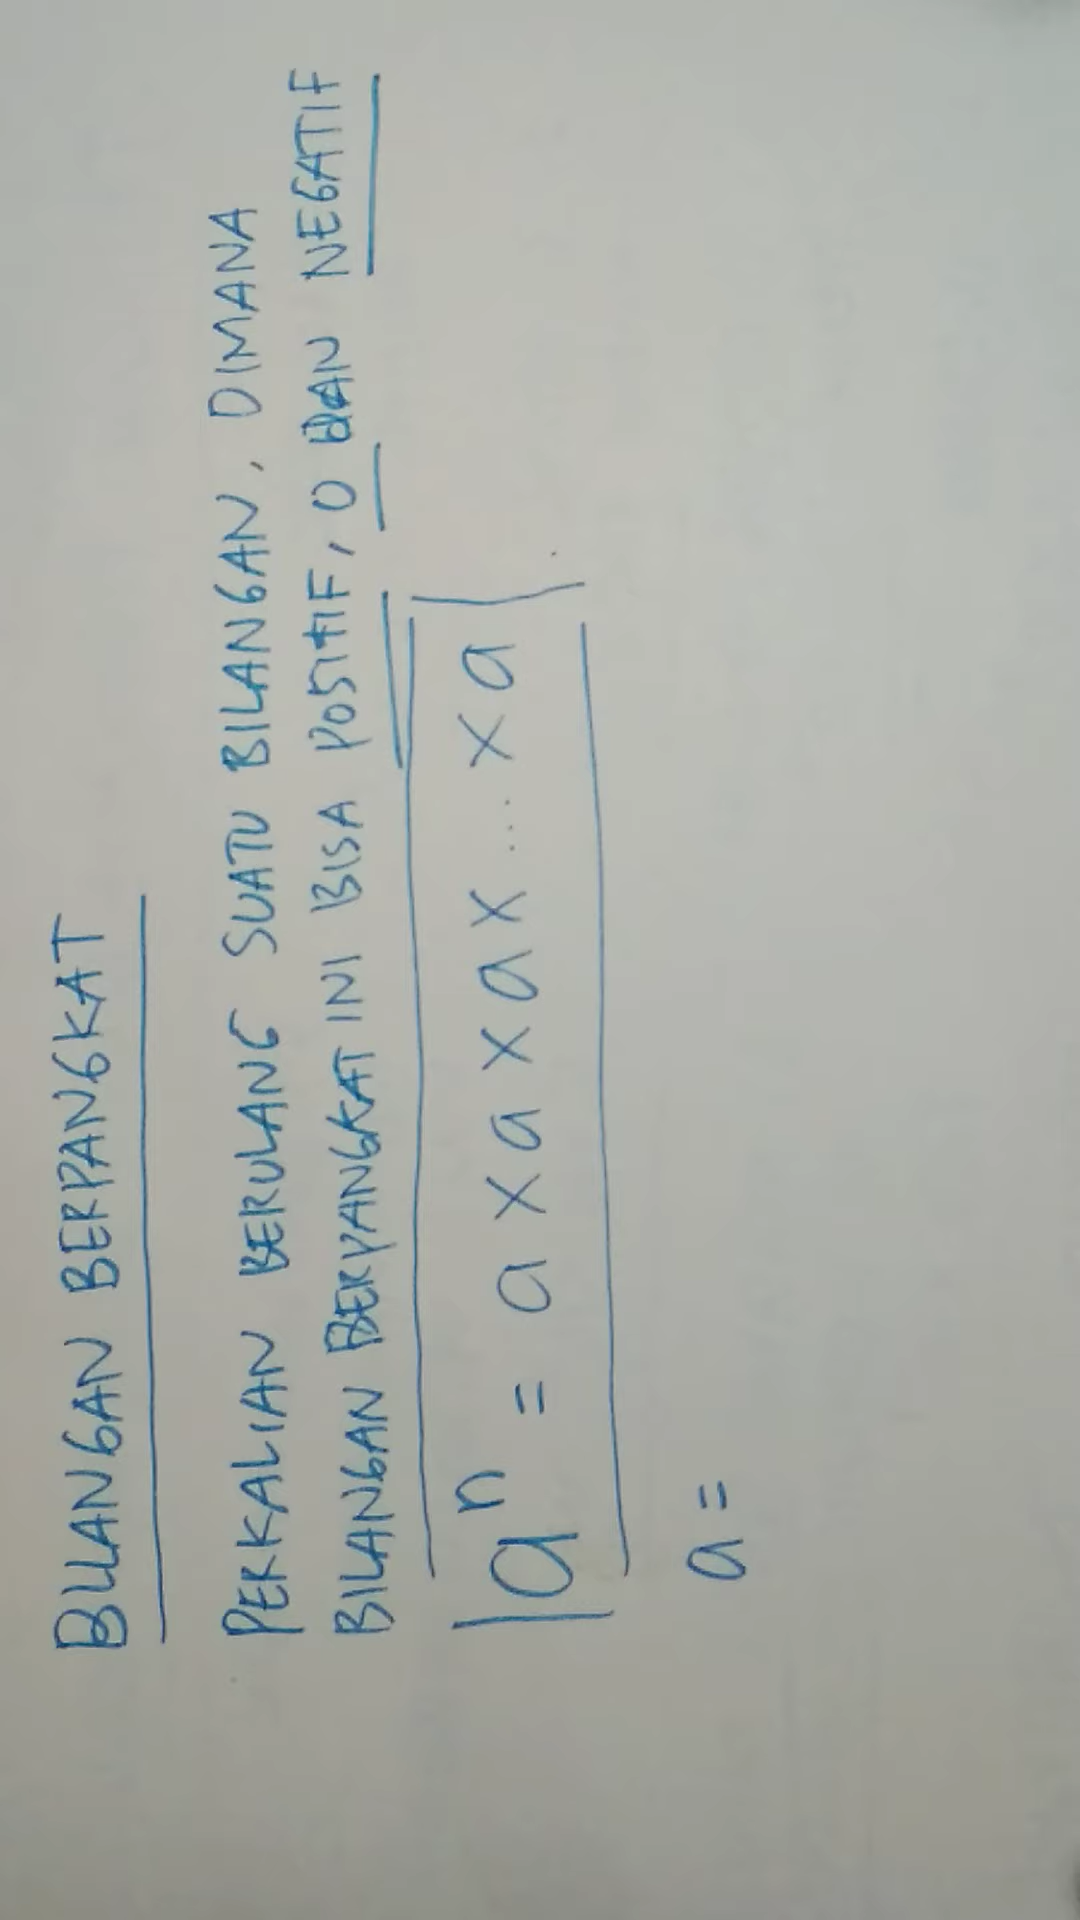 BILANGAN BERPANGKAT
PERKALIAN BERULANG SUATU BILANGAN, DIMANA
BILANGAN BERPANGKAT INI BISA POSITIF, 0 DAN NEGATIF
aⁿ = a x a x a x ... x a
a =